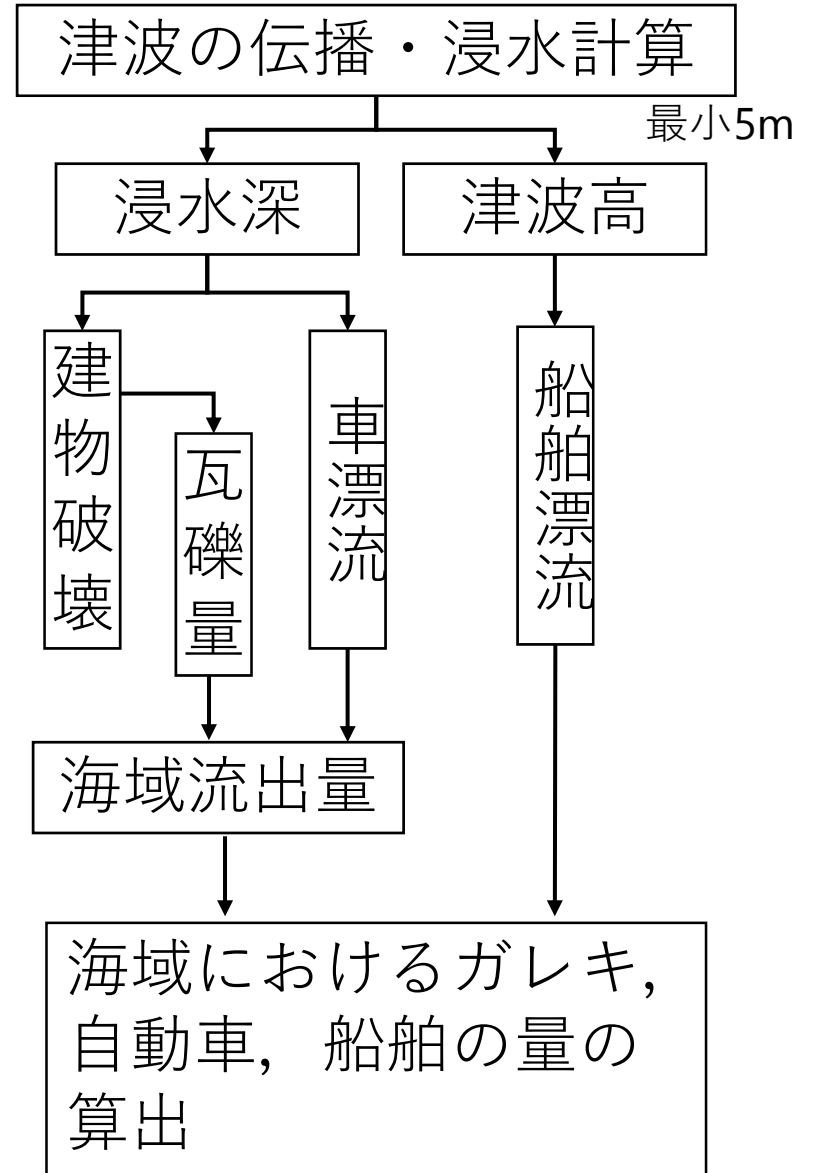 津波の伝播・浸水計算
最小5m
浸水深
津波高
建物破壊
瓦礫量
車漂流
船舶漂流
海域流出量
海域におけるガレキ,
自動車, 船舶の量の
算出